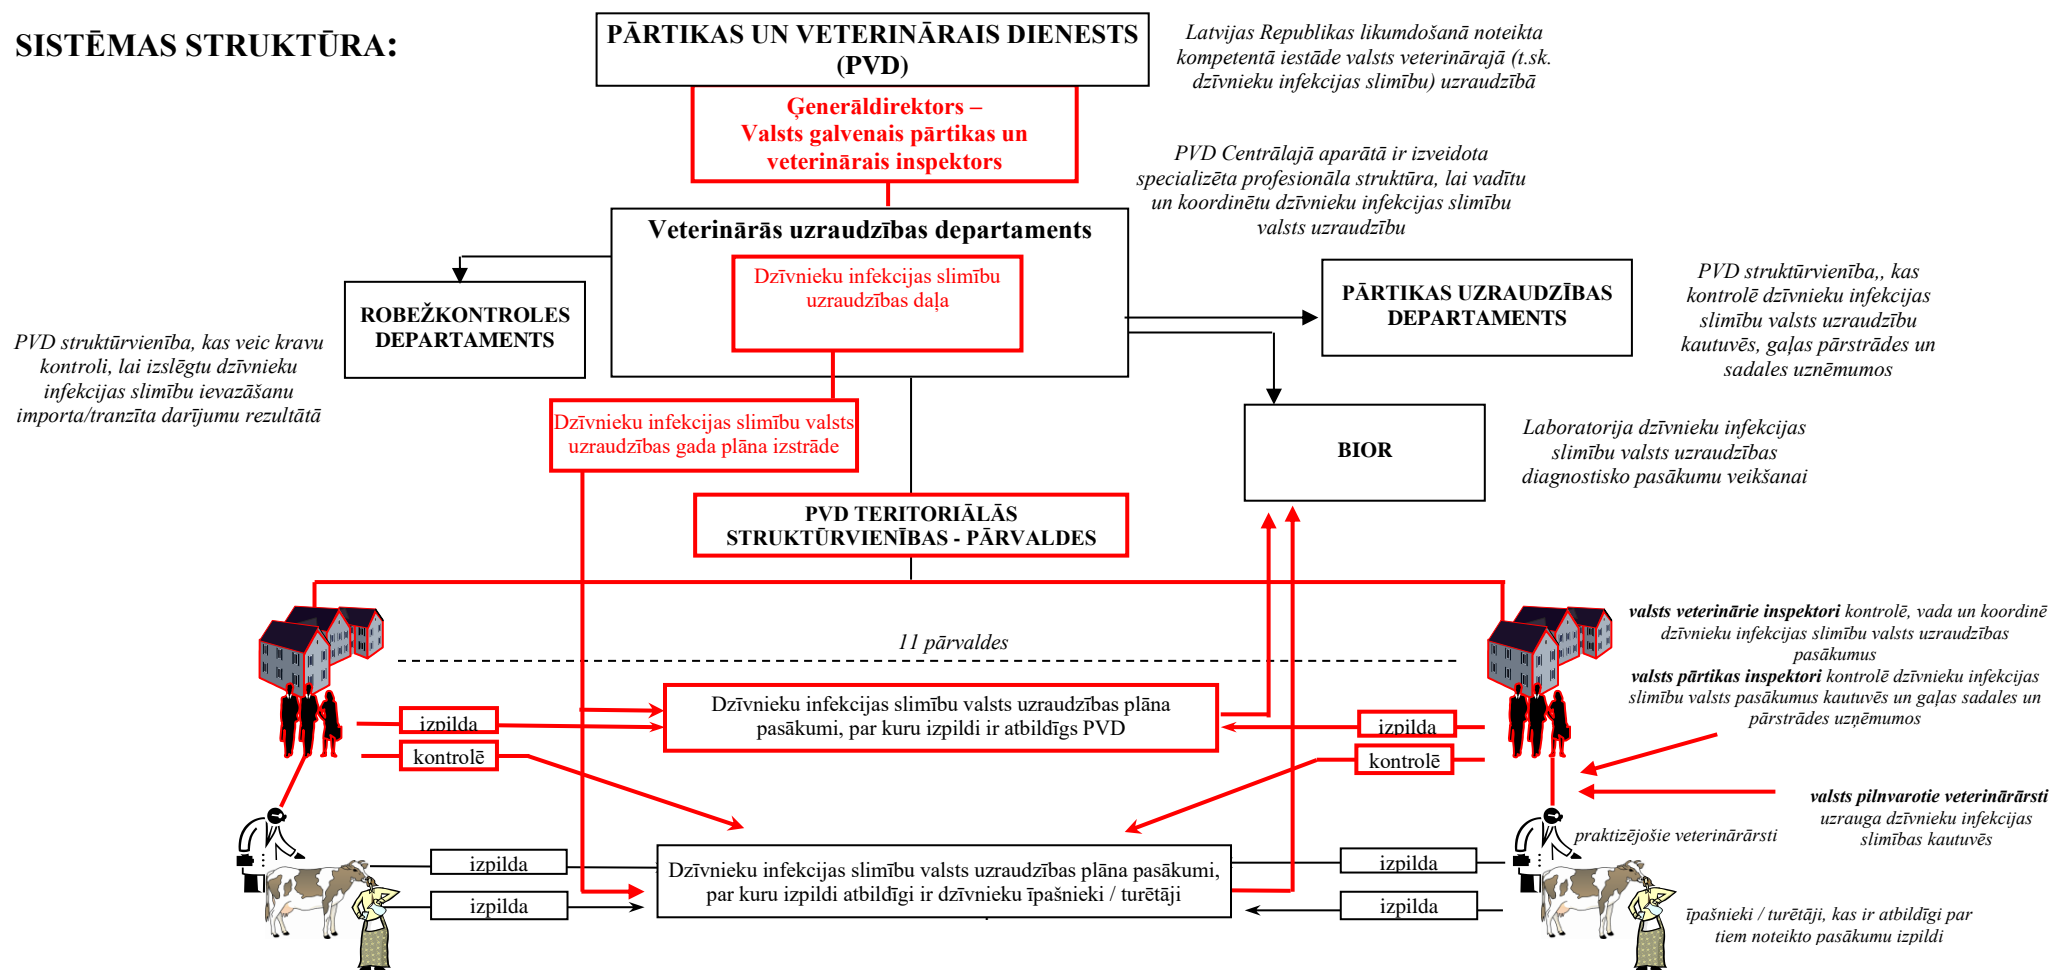 SISTĒMAS STRUKTŪRA:
PĀRTIKAS UN VETERINĀRAIS DIENESTS
(PVD)
Latvijas Republikas likumdošanā noteikta
kompetentā iestāde valsts veterinārajā (t.sk.
dzīvnieku infekcijas slimību) uzraudzībā
Ģenerāldirektors –
Valsts galvenais pārtikas un
veterinārais inspektors
PVD Centrālajā aparātā ir izveidota
specializēta profesionāla struktūra, lai vadītu
un koordinētu dzīvnieku infekcijas slimību
valsts uzraudzību
Veterinārās uzraudzības departaments
Dzīvnieku infekcijas slimību
uzraudzības daļa
ROBEŽKONTROLES
DEPARTAMENTS
PVD struktūrvienība, kas veic kravu
kontroli, lai izslēgtu dzīvnieku
infekcijas slimību ievazāšanu
importa/tranzīta darījumu rezultātā
PĀRTIKAS UZRAUDZĪBAS
DEPARTAMENTS
PVD struktūrvienība,, kas
kontrolē dzīvnieku infekcijas
slimību valsts uzraudzību
kautuvēs, gaļas pārstrādes un
sadales uzņēmumos
Dzīvnieku infekcijas slimību valsts
uzraudzības gada plāna izstrāde
BIOR
Laboratorija dzīvnieku infekcijas
slimību valsts uzraudzības
diagnostisko pasākumu veikšanai
PVD TERITORIĀLĀS
STRUKTŪRVIENĪBAS - PĀRVALDES
11 pārvaldes
valsts veterinārie inspektori kontrolē, vada un koordinē
dzīvnieku infekcijas slimību valsts uzraudzības
pasākumus
valsts pārtikas inspektori kontrolē dzīvnieku infekcijas
slimību valsts pasākumus kautuvēs un gaļas sadales un
pārstrādes uzņēmumos
izpilda
Dzīvnieku infekcijas slimību valsts uzraudzības plāna
pasākumi, par kuru izpildi ir atbildīgs PVD
izpilda
kontrolē
kontrolē
valsts pilnvarotie veterinārārsti
uzrauga dzīvnieku infekcijas
slimības kautuvēs
praktizējošie veterinārārsti
izpilda
Dzīvnieku infekcijas slimību valsts uzraudzības plāna pasākumi,
par kuru izpildi atbildīgi ir dzīvnieku īpašnieki / turētāji
izpilda
izpilda
izpilda
īpašnieki / turētāji, kas ir atbildīgi par
tiem noteikto pasākumu izpildi